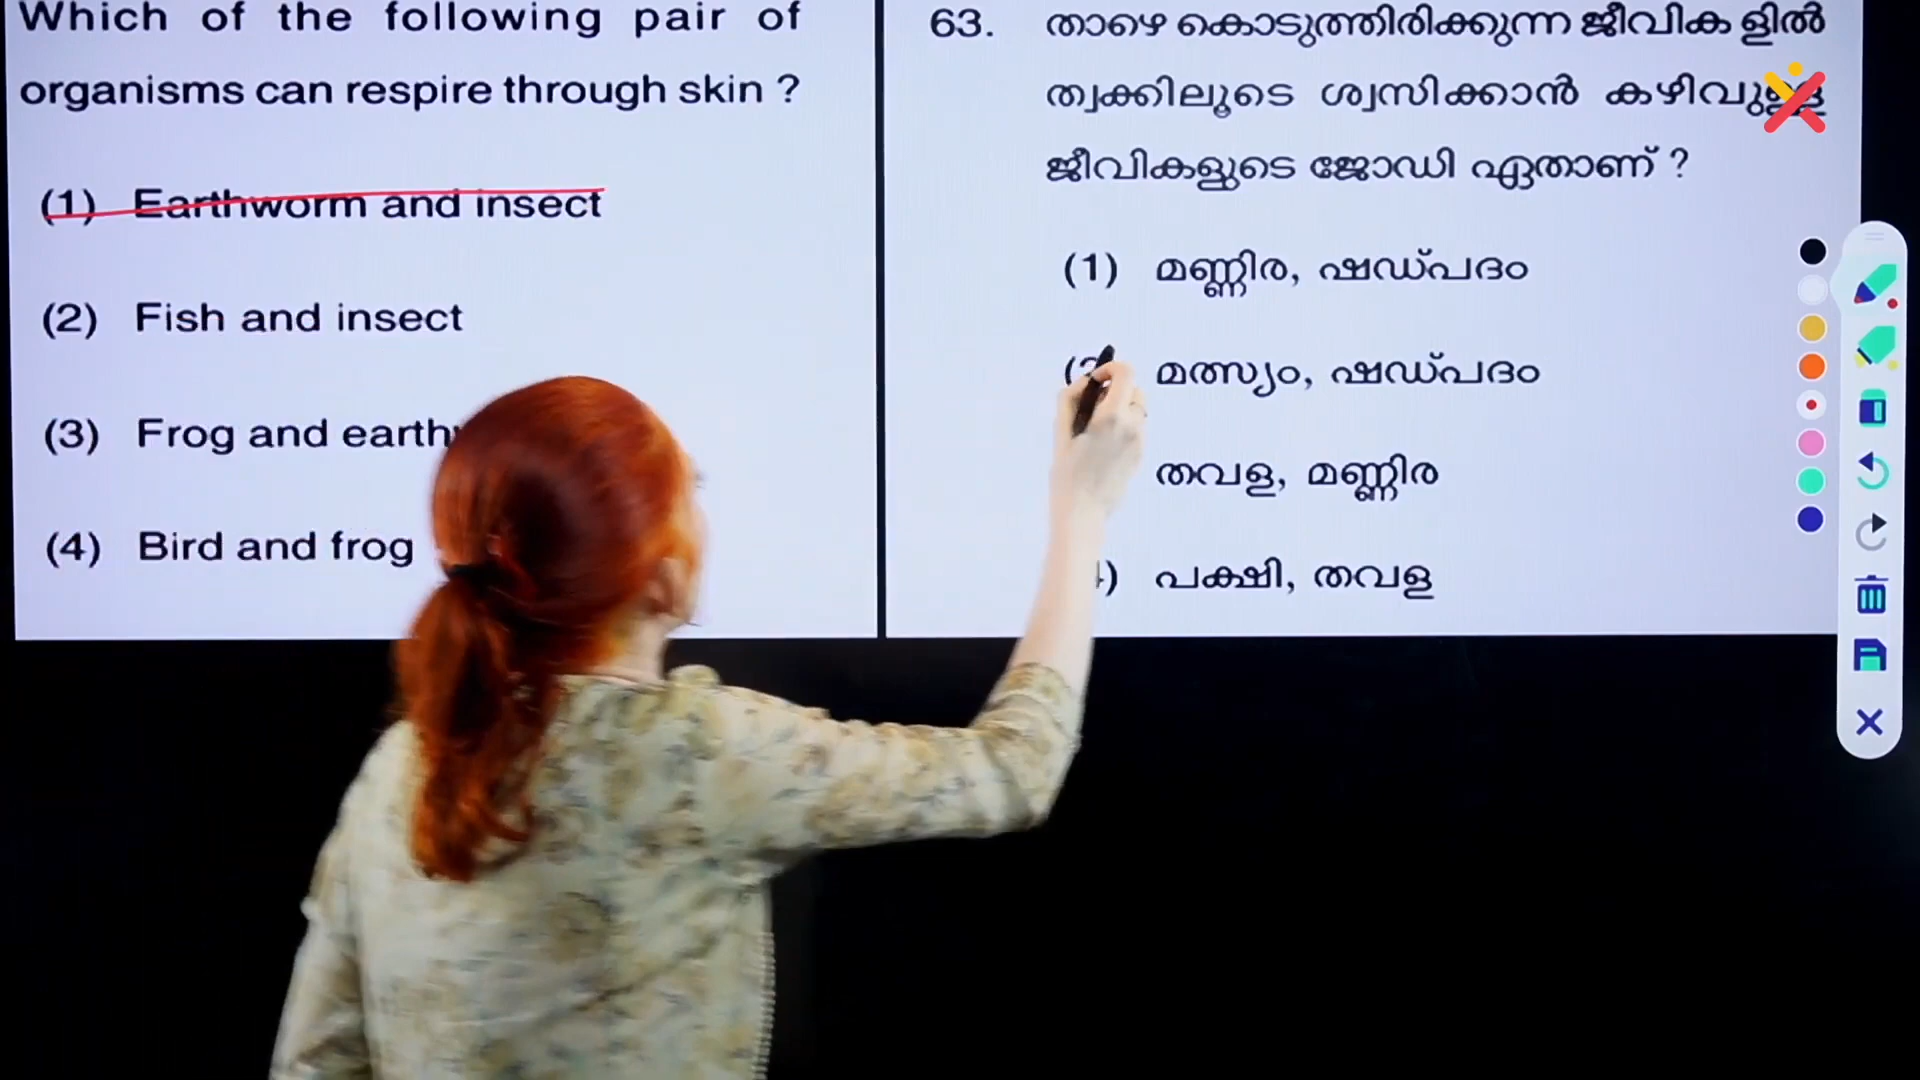 Which of the following pair of
organisms can respire through skin ?
(1) Earthworm and insect
(2) Fish and insect
(3) Frog and
(4) Bird and frog
63. താഴെ കൊടുത്തിരിക്കുന്ന ജീവിക ളിൽ
ത്വക്കിലൂടെ ശ്വസിക്കാൻ കഴിവുള്ള
ജീവികളുടെ ജോഡി ഏതാണ് ?
(1) മണ്ണിര, ഷഡ്പദം
മത്സ്യം, ഷഡ്പദം
തവള, മണ്ണിര
പക്ഷി, തവള